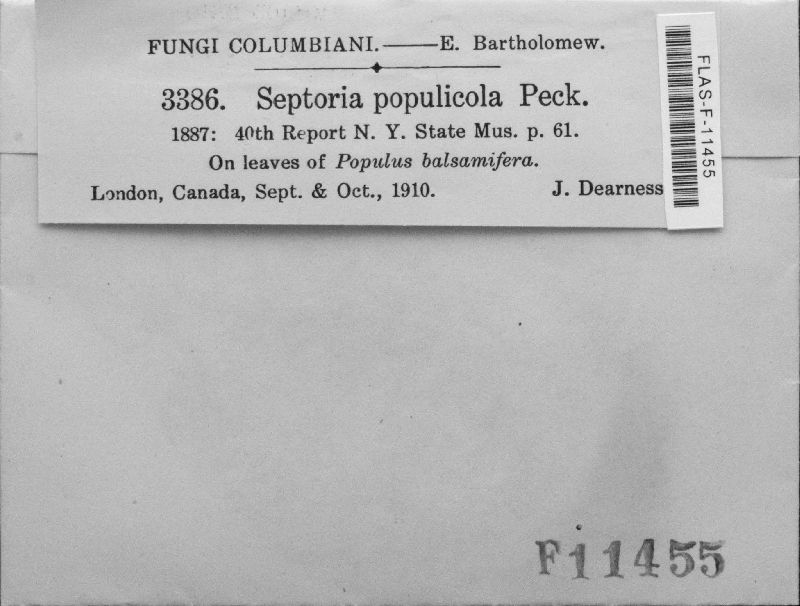 FUNGI COLUMBIANI.——E. Bartholomew.
3386. Septoria populicola Peck.
1887: 40th Report N. Y. State Mus. p. 61.
On leaves of Populus balsamifera.
London, Canada, Sept. & Oct., 1910. J. Dearness
FLAS-F-11455
F11455